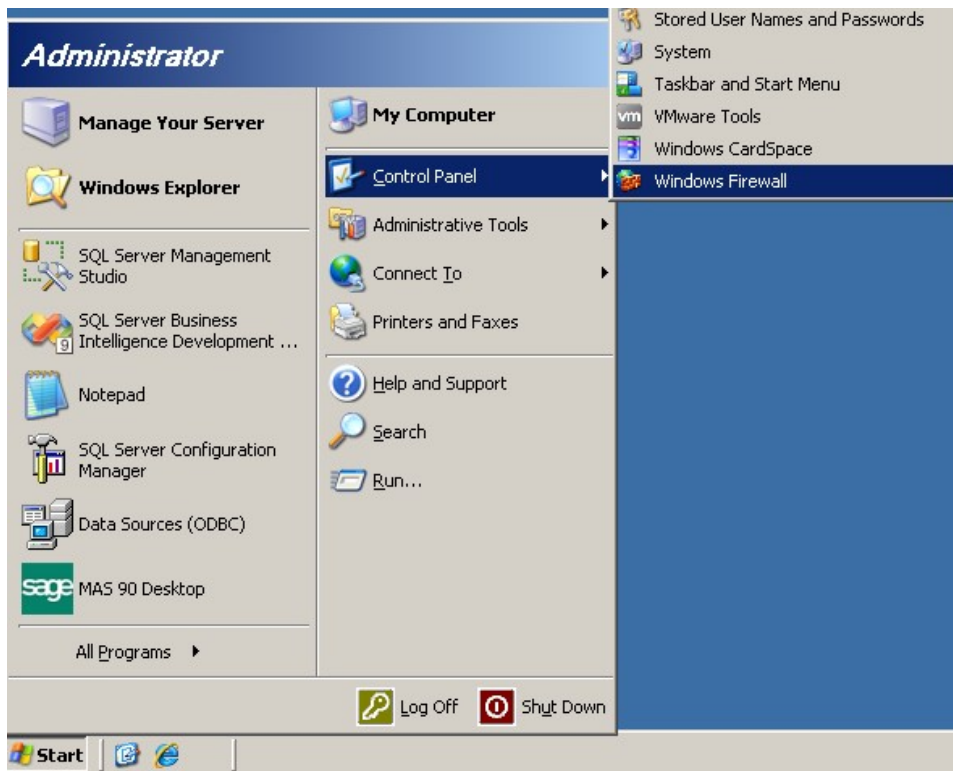 Administrator
Manage Your Server
Windows Explorer
SQL Server Management
Studio
SQL Server Business
9
Intelligence Development ...
Notepad
SQL Server Configuration
Manager
Data Sources (ODBC)
sage
MAS 90 Desktop
All Programs
My Computer
Control Panel
Administrative Tools
Connect To
Printers and Faxes
Help and Support
Search
Run...
Stored User Names and Passwords
System
Taskbar and Start Menu
vm VMware Tools
Windows CardSpace
Windows Firewall
Log Off
Shut Down
Start